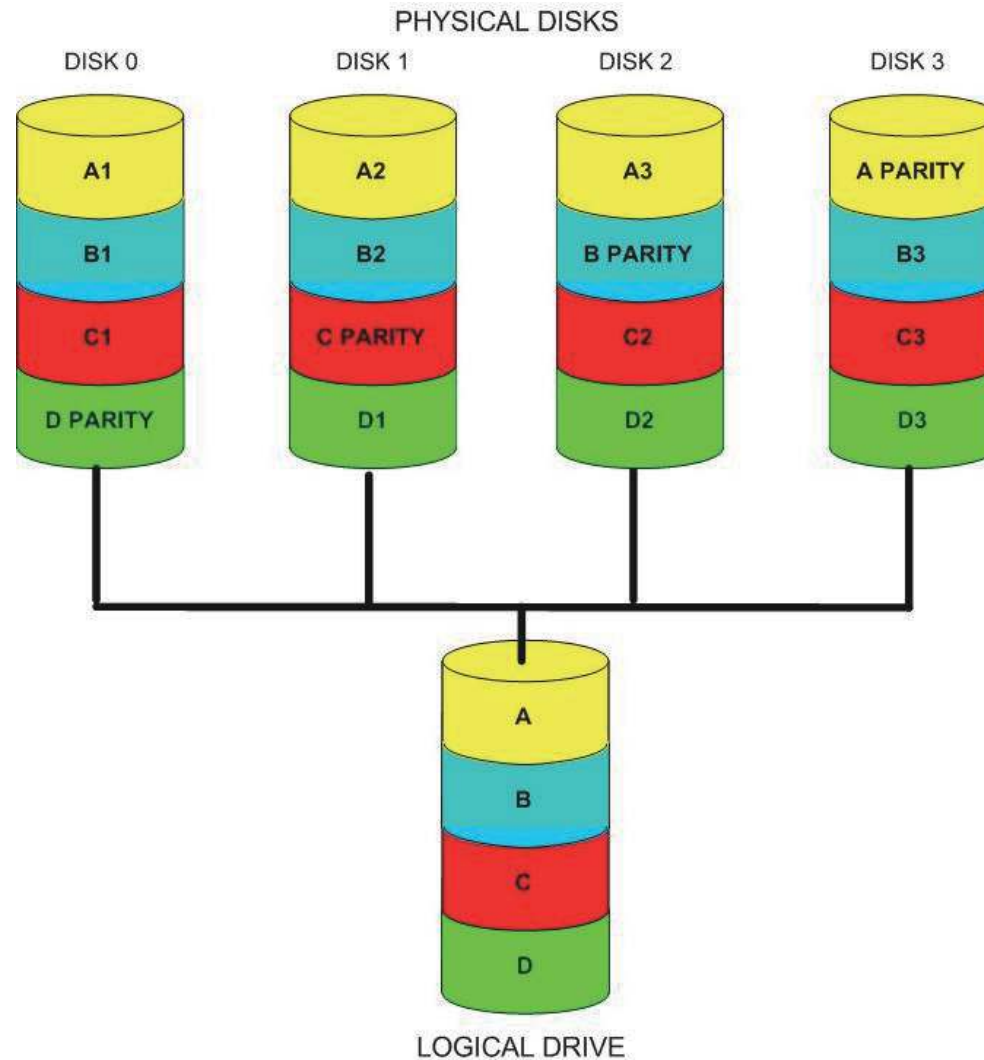 PHYSICAL DISKS
DISK 0 DISK 1 DISK 2 DISK 3
A1 A2 A3 A PARITY
B1 B2 B PARITY B3
C1 C PARITY C2 C3
D PARITY D1 D2 D3
A
B
C
D
LOGICAL DRIVE